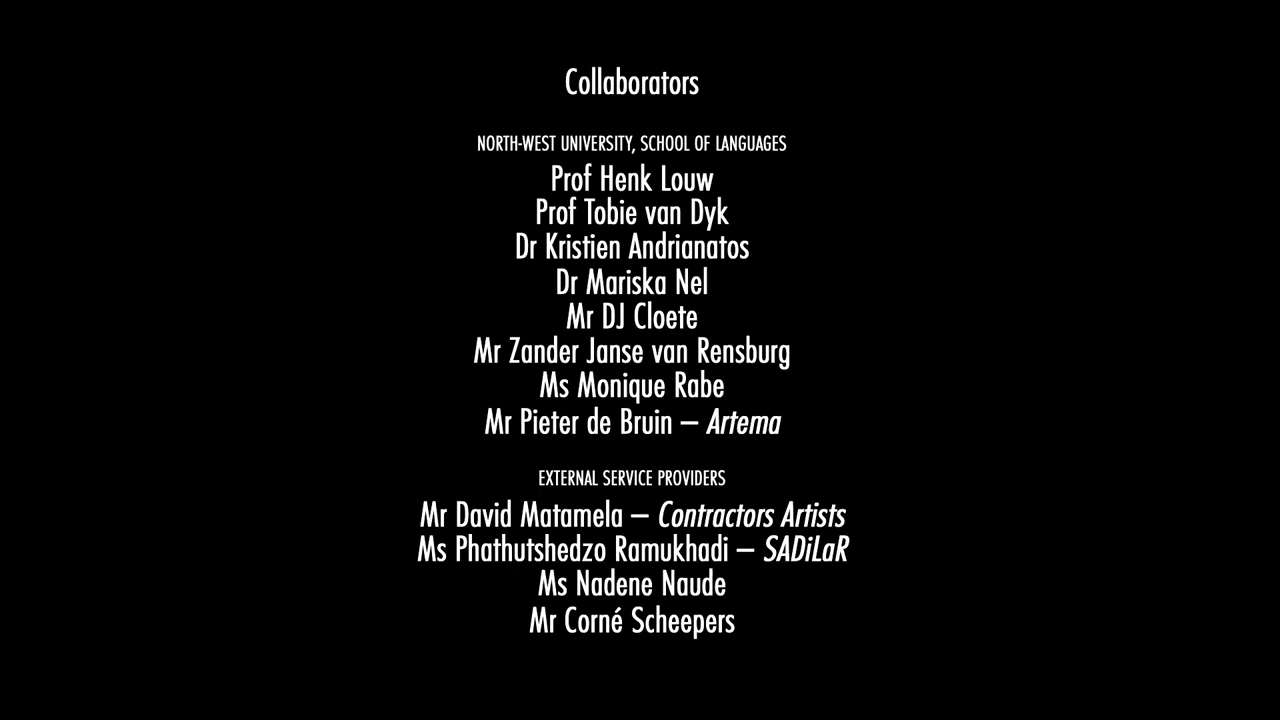 Collaborators
NORTH-WEST UNIVERSITY, SCHOOL OF LANGUAGES
Prof Henk Louw
Prof Tobie van Dyk
Dr Kristien Andrianatos
Dr Mariska Nel
Mr DJ Cloete
Mr Zander Janse van Rensburg
Ms Monique Rabe
Mr Pieter de Bruin – Artema
EXTERNAL SERVICE PROVIDERS
Mr David Matamela – Contractors Artists
Ms Phathutshedzo Ramukhadi – SADiLaR
Ms Nadene Naude
Mr Corné Scheepers